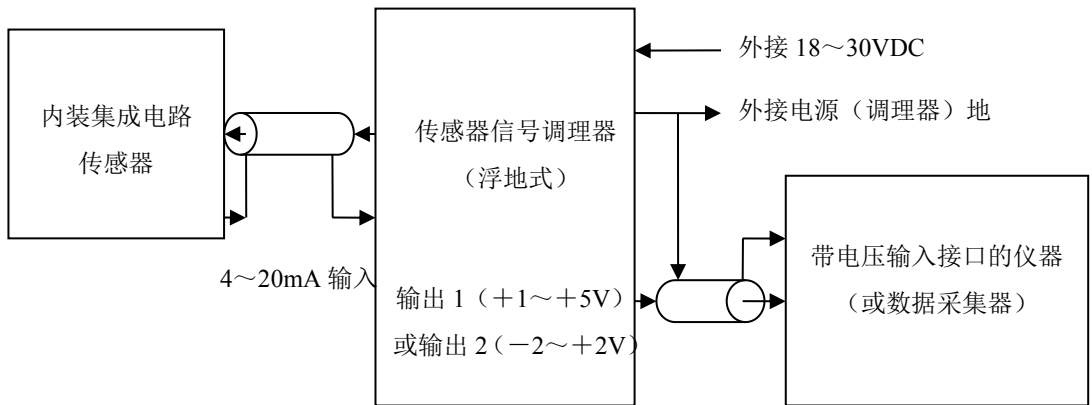 外接 18～30VDC
外接电源（调理器）地
内装集成电路
传感器
传感器信号调理器
（浮地式）
4～20mA 输入
输出 1（＋1～＋5V）
或输出 2（－2～＋2V）
带电压输入接口的仪器
（或数据采集器）